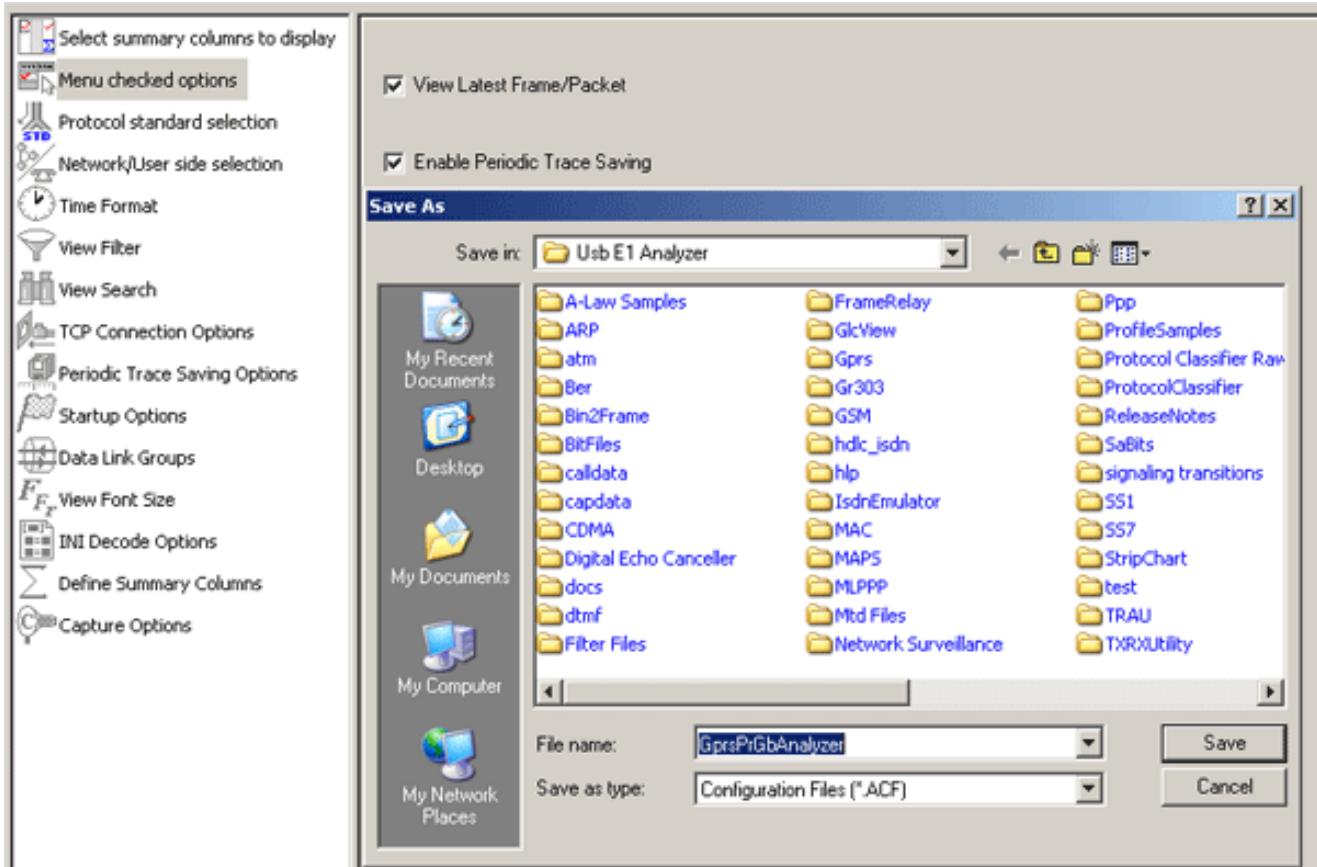 Select summary columns to display
Menu checked options
STD
Protocol standard selection
Network/User side selection
Time Format
View Filter
View Search
TCP Connection Options
Periodic Trace Saving Options
Startup Options
Data Link Groups
View Font Size
INI Decode Options
Define Summary Columns
Capture Options
View Latest Frame/Packet
Enable Periodic Trace Saving
Save As
Save in:
Usb E1 Analyzer
My Recent
Documents
Desktop
My Documents
My Computer
My Network
Places
A-Law Samples
ARP
atm
Ber
Bin2Frame
BitFiles
calldata
capdata
CDMA
Digital Echo Canceller
docs
dtmf
Filter Files
FrameRelay
GlcView
Gprs
Gr303
GSM
hdlc_isdn
hlp
IsdnEmulator
MAC
MAPS
MLPPP
Mtd Files
Network Surveillance
Ppp
ProfileSamples
Protocol Classifier Raw
ProtocolClassifier
ReleaseNotes
SaBits
signaling transitions
SS1
SS7
StripChart
test
TRAU
TXRXUtility
File name:
GprsPrGbAnalyzer
Save
Save as type:
Configuration Files (*.ACF)
Cancel